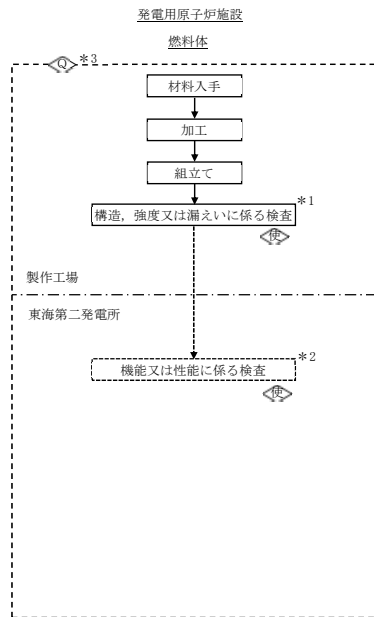 発電用原子炉施設
燃料体
Q
*3
材料入手
加工
組立て
*1
構造，強度又は漏えいに係る検査
使
製作工場
東海第二発電所
*2
機能又は性能に係る検査
使